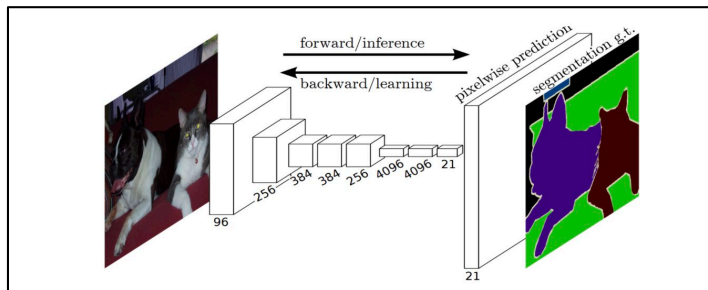 forward/inference
backward/learning
pixelwise prediction
segmentation g.t.
96
256
384
384
256
4096
4096
21
21